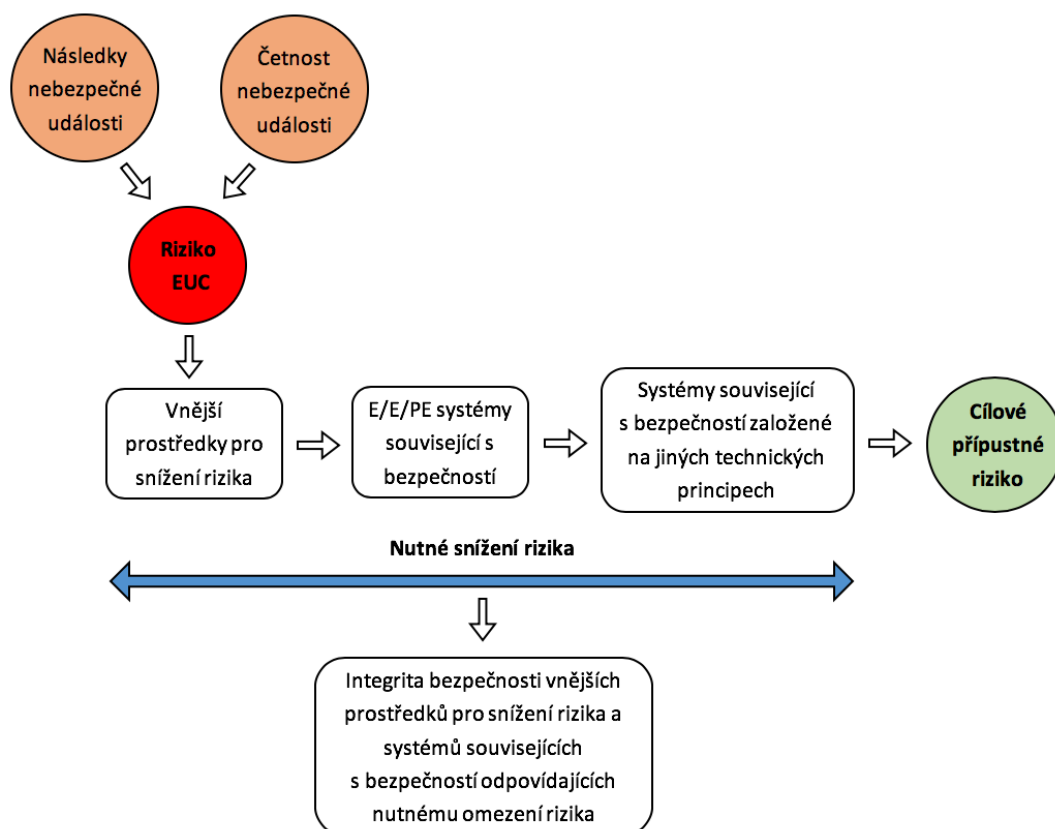 Následky
nebezpečné
události
Četnost
nebezpečné
události
Riziko
EUC
Vnější
prostředky pro
snížení rizika
E/E/PE systémy
související s
bezpečností
Systémy související
s bezpečností založené
na jiných technických
principech
Cílové
přípustné
riziko
Nutné snížení rizika
Integrita bezpečnosti vnějších
prostředků pro snížení rizika a
systémů souvisejících
s bezpečností odpovídajících
nutnému omezení rizika